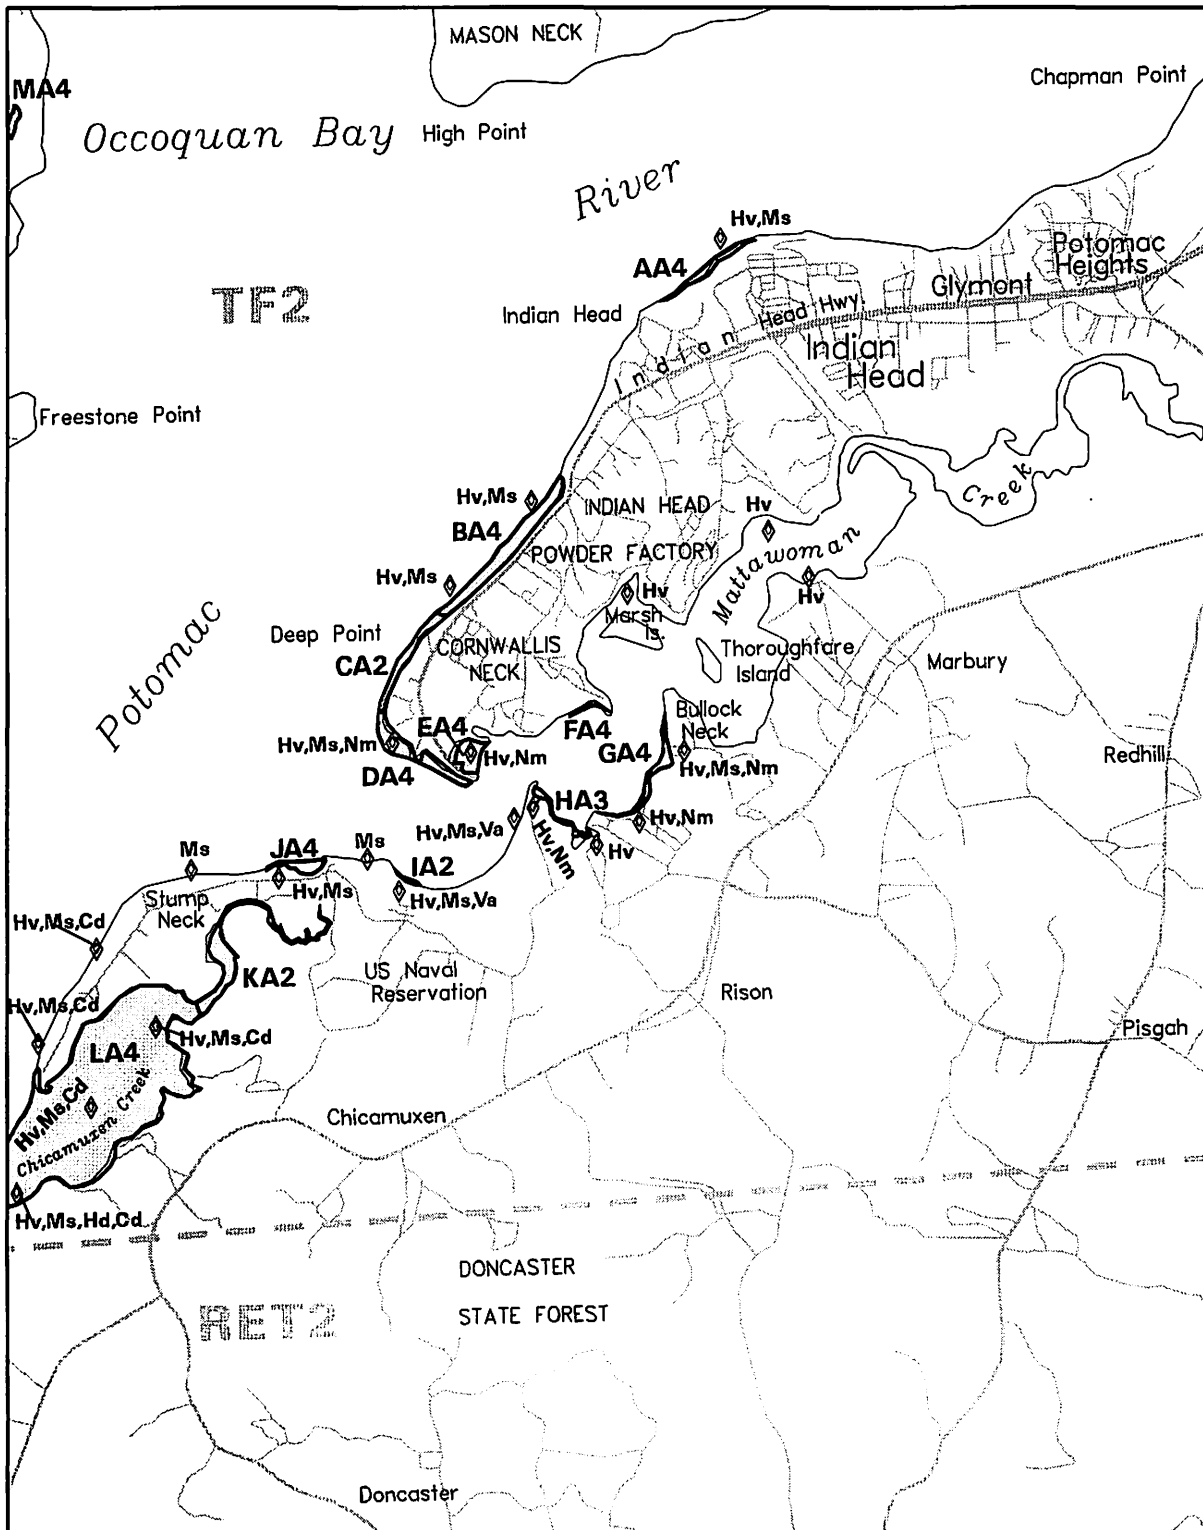 MASON NECK
Chapman Point
MA4
Occoquan Bay
High Point
River
Hv,Ms
AA4
Potomac
Heights
Glymont
TF2
Indian Head
Indian Head Hwy.
Indian
Head
Freestone Point
Creek
Hv,Ms
BA4
INDIAN HEAD
POWDER FACTORY
Hv
Mattawoman
Hv,Ms
Hv
Hv
Marsh
Is.
Potomac
Deep Point
CA2
CORNWALLIS
NECK
Thoroughfare
Island
Marbury
EA4
FA4
Bullock
Neck
GA4
Hv,Ms,Nm
Hv,Nm
Hv,Ms,Nm
Redhill
DA4
HA3
Hv,Ms,Va
Hv,Nm
Hv,Nm
Hv
Ms
JA4
Ms
IA2
Hv,Ms
Hv,Ms,Va
Stump
Neck
Hv,Ms,Cd
KA2
US Naval
Reservation
Rison
Hv,Ms,Cd
Pisgah
Hv,Ms,Cd
LA4
Hv,Ms,Cd
Chicamuxen Creek
Chicamuxen
Hv,Ms,Hd,Cd
DONCASTER
STATE FOREST
RET2
Doncaster